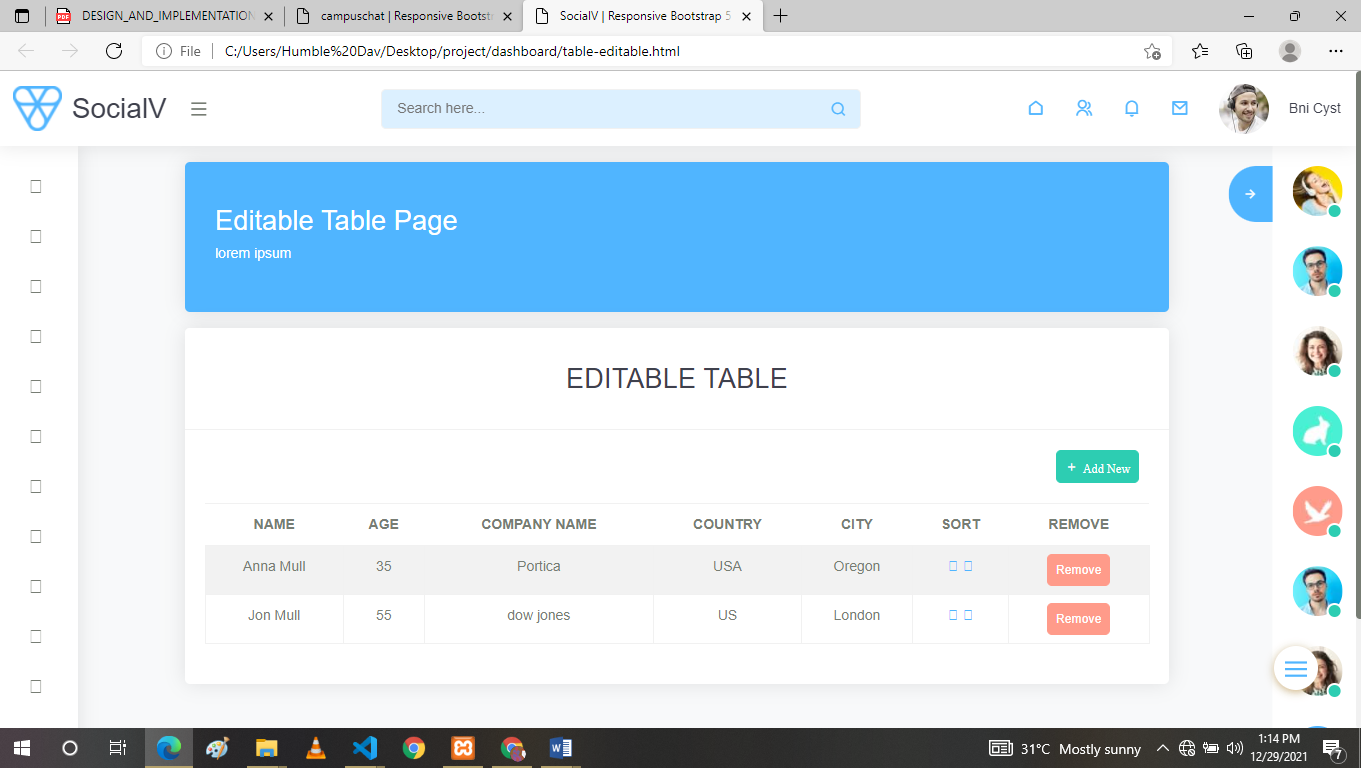 DESIGN_AND_IMPLEMENTATION
campuschat | Responsive Bootst
SocialV | Responsive Bootstrap 5
File
C:/Users/Humble%20Dav/Desktop/project/dashboard/table-editable.html
SocialV
Search here...
Bni Cyst
Editable Table Page
lorem ipsum
EDITABLE TABLE
+ Add New
NAME AGE COMPANY NAME COUNTRY CITY SORT REMOVE
Anna Mull 35 Portica USA Oregon Remove
Jon Mull 55 dow jones US London Remove
31°C Mostly sunny
1:14 PM
12/29/2021
7
PDF